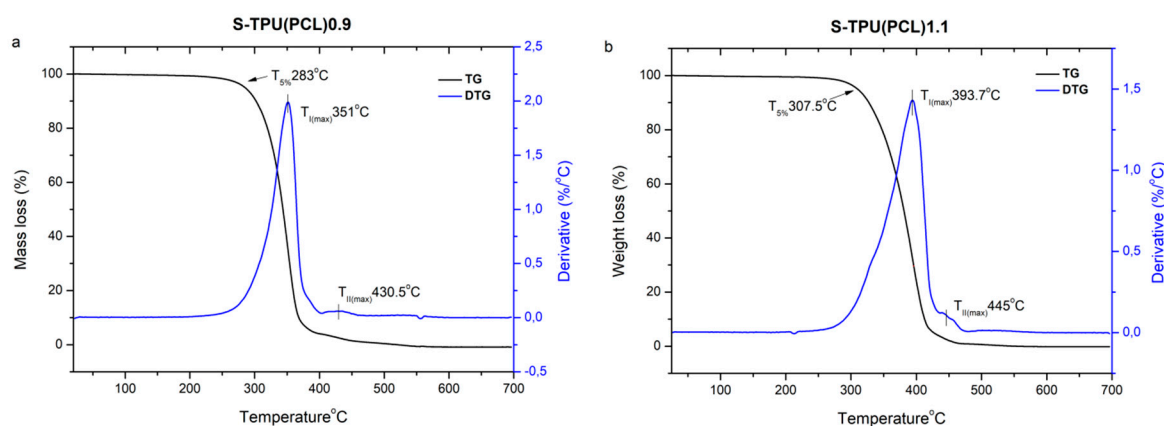 S-TPU(PCL)0.9
a
TG
DTG
T5%283°C
TI(max)351°C
TII(max)430.5°C
100
80
60
40
20
0
Mass loss (%)
2,5
2,0
1,5
1,0
0,5
0,0
-0,5
Derivative (%/°C)
100 200 300 400 500 600 700
Temperature°C
S-TPU(PCL)1.1
b
TG
DTG
T5%307.5°C
TI(max)393.7°C
TII(max)445°C
100
80
60
40
20
0
Weight loss (%)
1,5
1,0
0,5
0,0
Derivative (%/°C)
100 200 300 400 500 600 700
Temperature°C